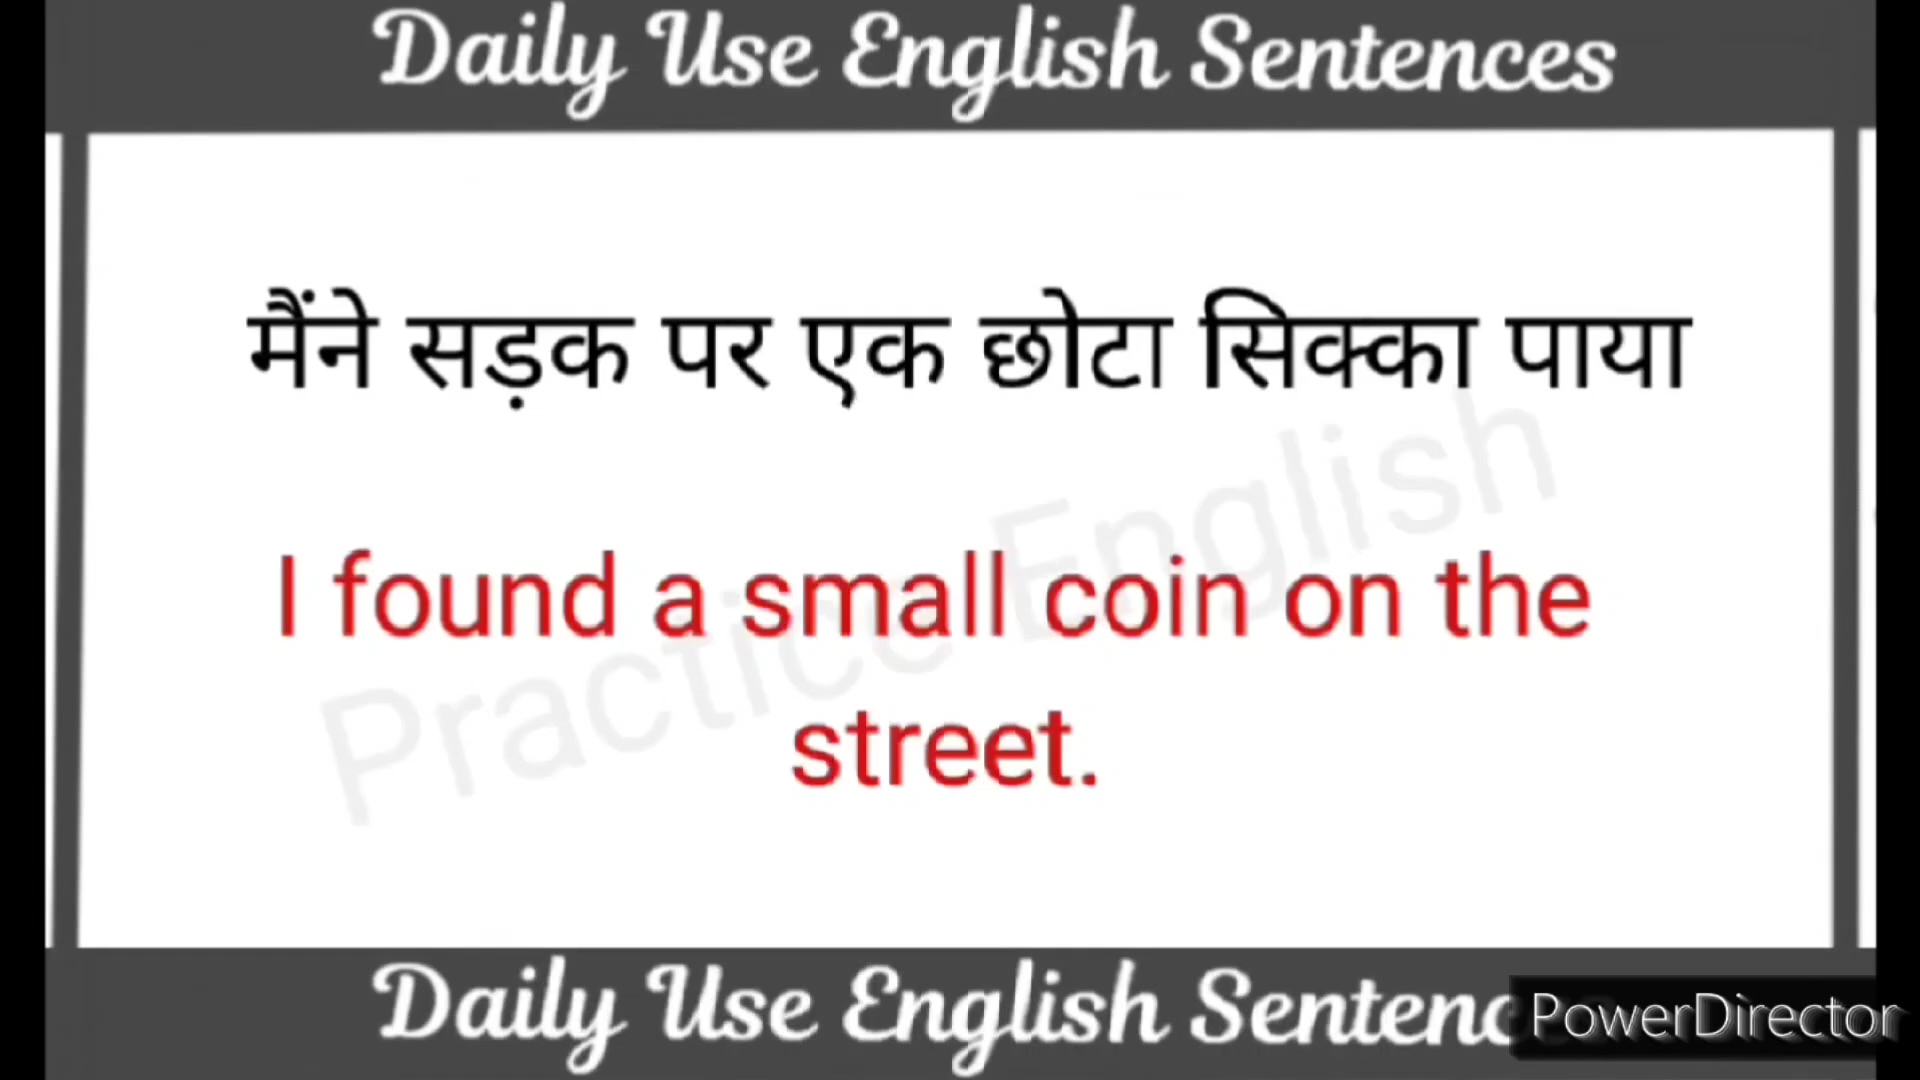 Daily Use English Sentences
मैंने सड़क पर एक छोटा सिक्का पाया
Practice English
I found a small coin on the
street.
Daily Use English Sentenc
PowerDirector